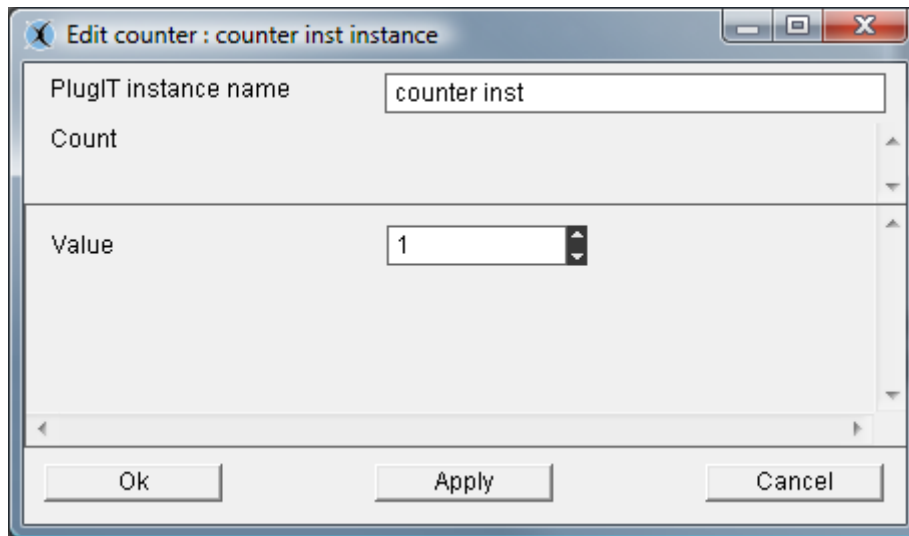 Edit counter : counter inst instance
PlugIT instance name
counter inst
Count
Value
1
Ok
Apply
Cancel